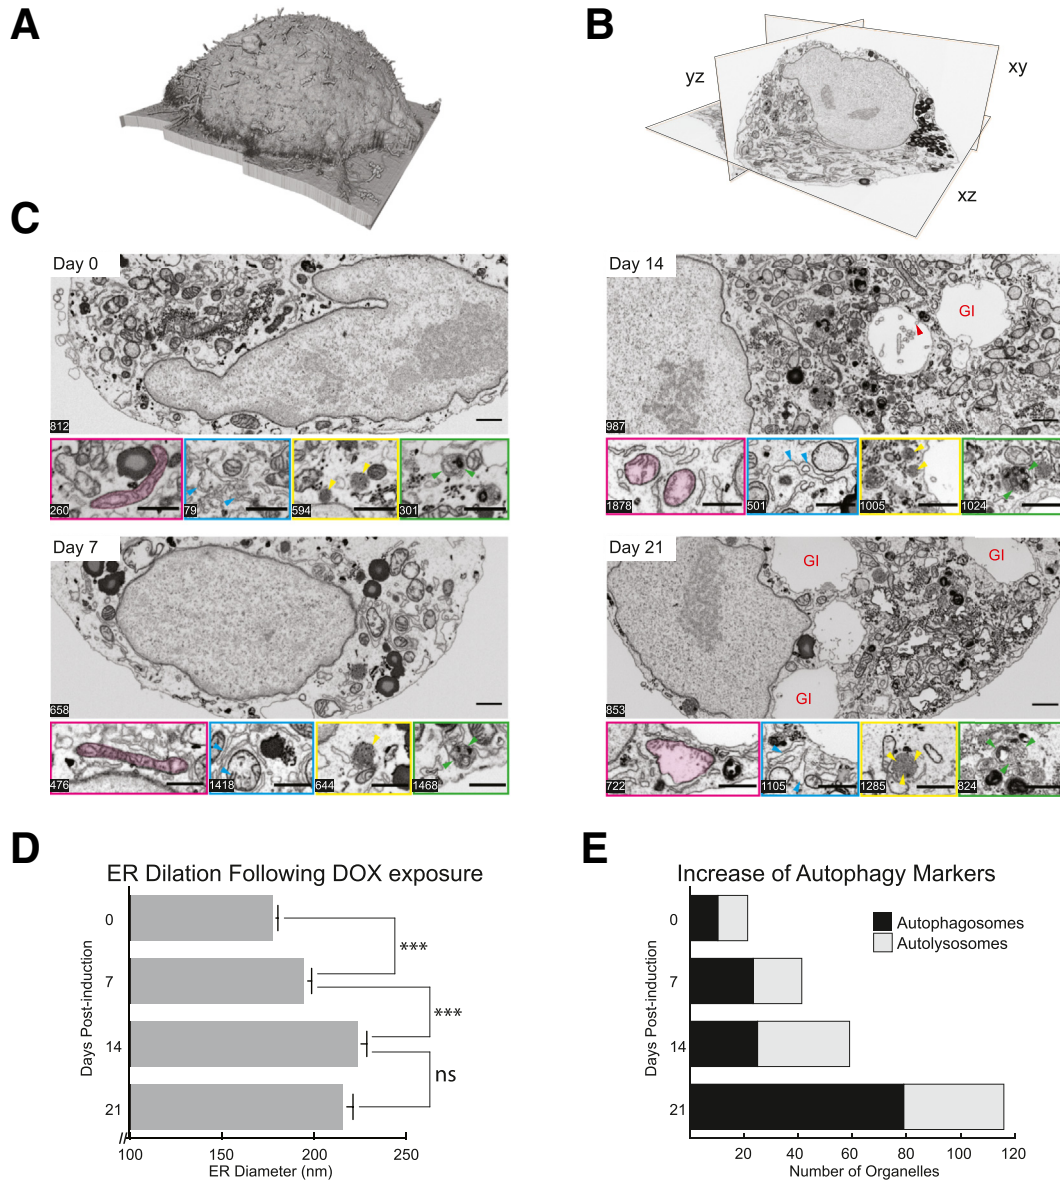 A
B
yz
xy
xz
C
Day 0
812
260
79
594
301
Day 14
GI
987
1878
501
1005
1024
Day 7
658
476
1418
644
1468
Day 21
GI
GI
GI
853
722
1105
1285
824
D
ER Dilation Following DOX exposure
Days Post-induction
0
7
14
21
***
***
ns
100 150 200 250
ER Diameter (nm)
E
Increase of Autophagy Markers
Autophagosomes
Autolysosomes
Days Post-induction
0
7
14
21
20 40 60 80 100 120
Number of Organelles